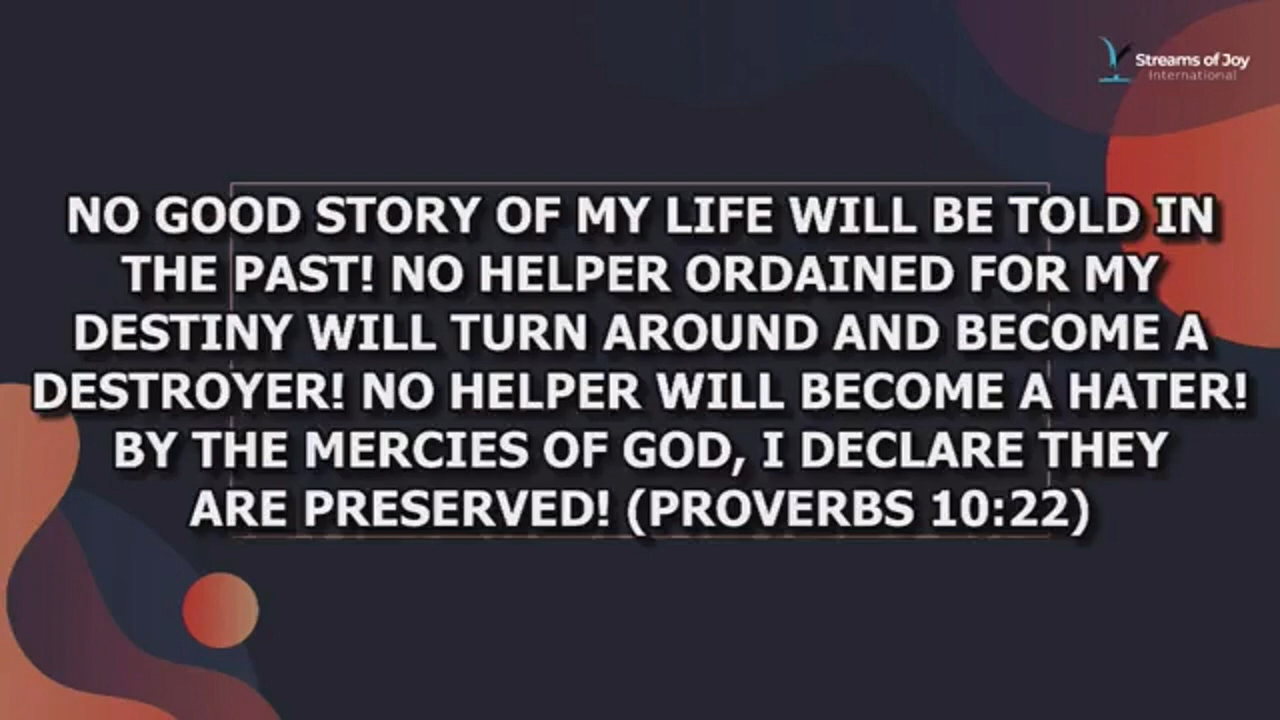 Streams of Joy
International
NO GOOD STORY OF MY LIFE WILL BE TOLD IN
THE PAST! NO HELPER ORDAINED FOR MY
DESTINY WILL TURN AROUND AND BECOME A
DESTROYER! NO HELPER WILL BECOME A HATER!
BY THE MERCIES OF GOD, I DECLARE THEY
ARE PRESERVED! (PROVERBS 10:22)